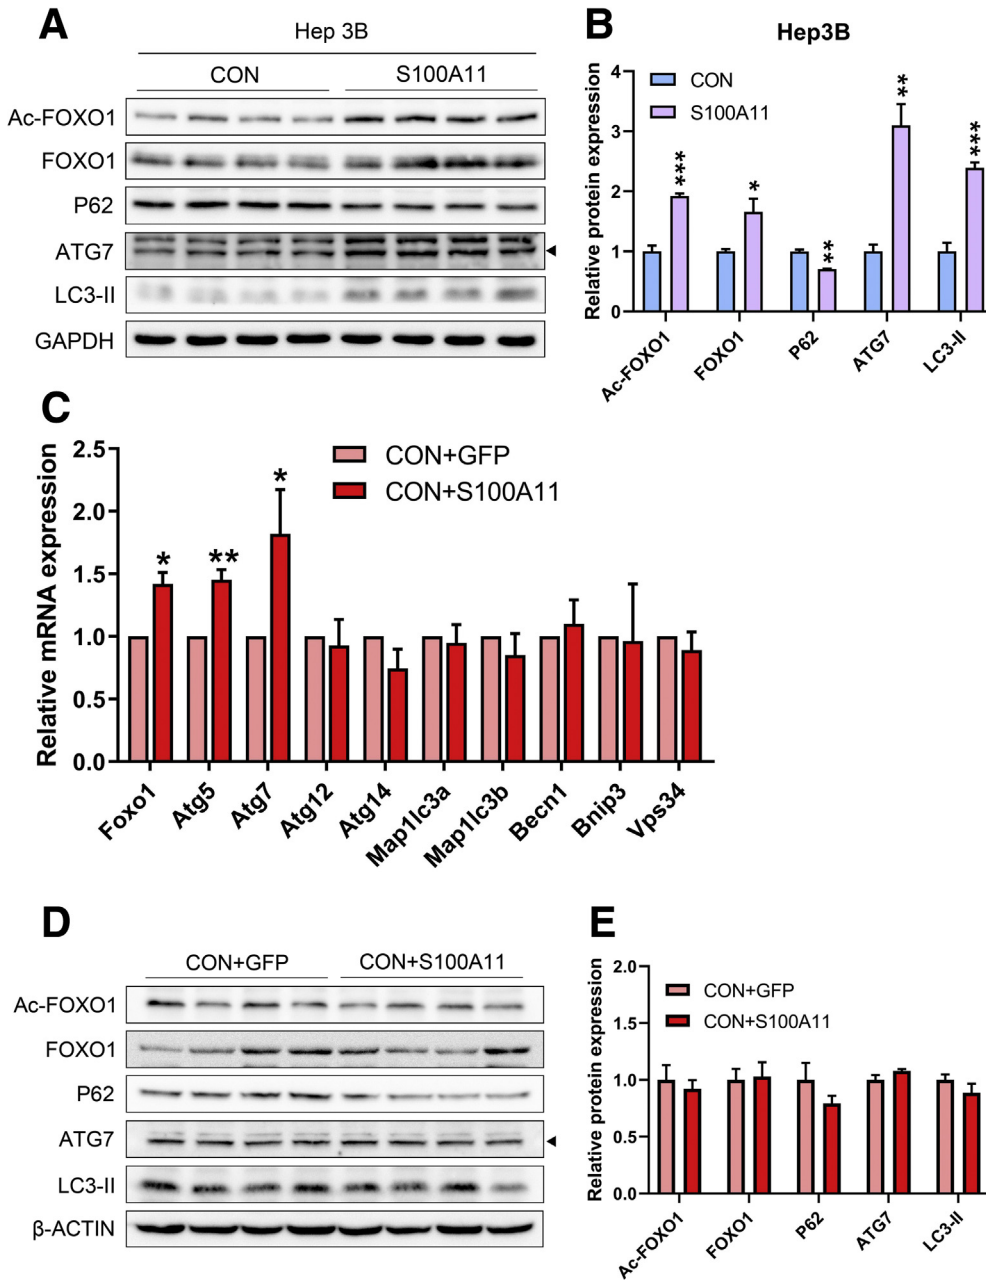 A
Hep 3B
CON
S100A11
Ac-FOXO1
FOXO1
P62
ATG7
LC3-II
GAPDH
B
Hep3B
CON
S100A11
Relative protein expression
4
3
2
1
0
***
*
**
**
***
Ac-FOXO1
FOXO1
P62
ATG7
LC3-II
C
CON+GFP
CON+S100A11
Relative mRNA expression
2.5
2.0
1.5
1.0
0.5
0.0
*
**
*
Foxo1
Atg5
Atg7
Atg12
Atg14
Map1lc3a
Map1lc3b
Becn1
Bnip3
Vps34
D
CON+GFP
CON+S100A11
Ac-FOXO1
FOXO1
P62
ATG7
LC3-II
β-ACTIN
E
CON+GFP
CON+S100A11
Relative protein expression
2.0
1.5
1.0
0.5
0.0
Ac-FOXO1
FOXO1
P62
ATG7
LC3-II